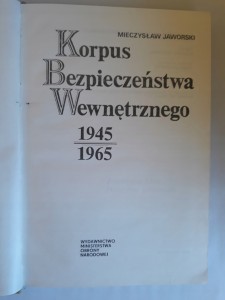 MIECZYSŁAW JAWORSKI
Korpus
Bezpieczeństwa
Wewnętrznego
1945
1965
WYDAWNICTWO
MINISTERSTWA
OBRONY
NARODOWEJ